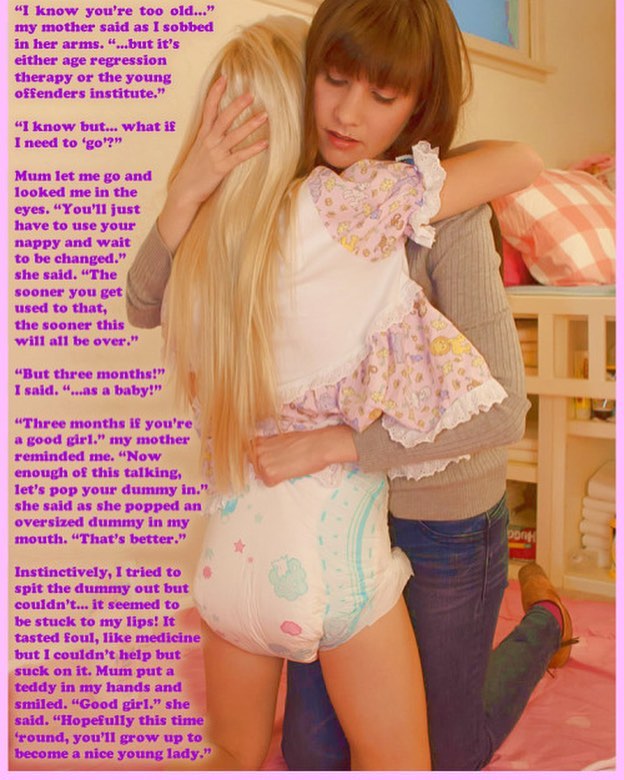 “I know you’re too old...”
my mother said as I sobbed
in her arms. “...but it’s
either age regression
therapy or the young
offenders institute.”
“I know but... what if
I need to ‘go’?”
Mum let me go and
looked me in the
eyes. “You’ll just
have to use your
nappy and wait
to be changed.”
she said. “The
sooner you get
used to that,
the sooner this
will all be over.”
“But three months!”
I said. “...as a baby!”
“Three months if you’re
a good girl.” my mother
reminded me. “Now
enough of this talking,
let’s pop your dummy in.”
she said as she popped an
oversized dummy in my
mouth. “That’s better.”
Instinctively, I tried to
spit the dummy out but
couldn’t... it seemed to
be stuck to my lips! It
tasted foul, like medicine
but I couldn’t help but
suck on it. Mum put a
teddy in my hands and
smiled. “Good girl.” she
said. “Hopefully this time
’round, you’ll grow up to
become a nice young lady.”